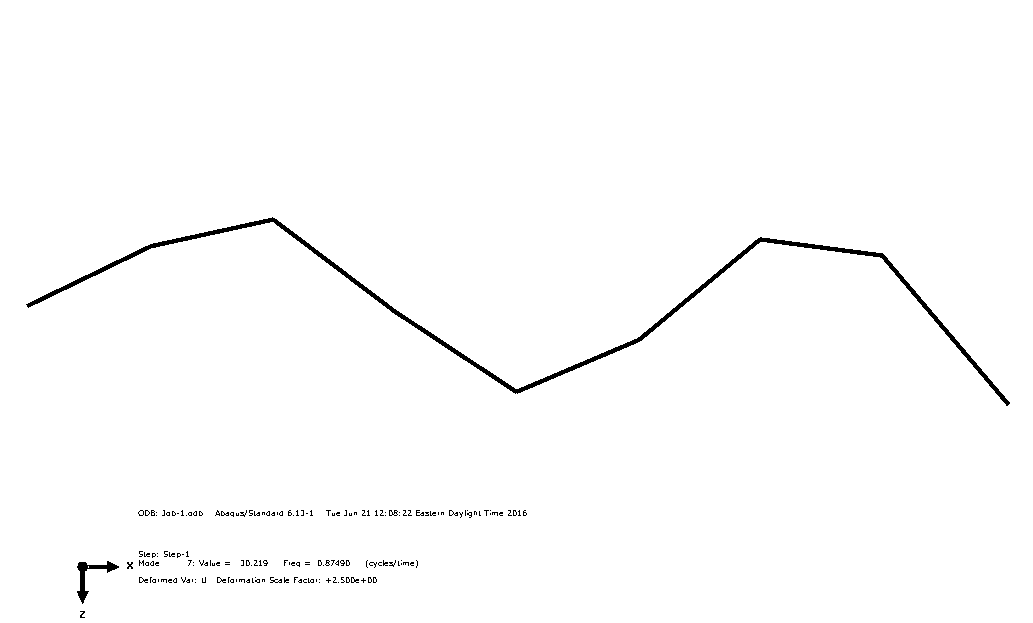 ODB: Job-1.odb Abaqus/Standard 6.13-1 Tue Jun 21 12:08:22 Eastern Daylight Time 2016
Step: Step-1
Mode 7: Value = 30.219 Freq = 0.87490 (cycles/time)
Deformed Var: U Deformation Scale Factor: +2.500e+00
X
Z